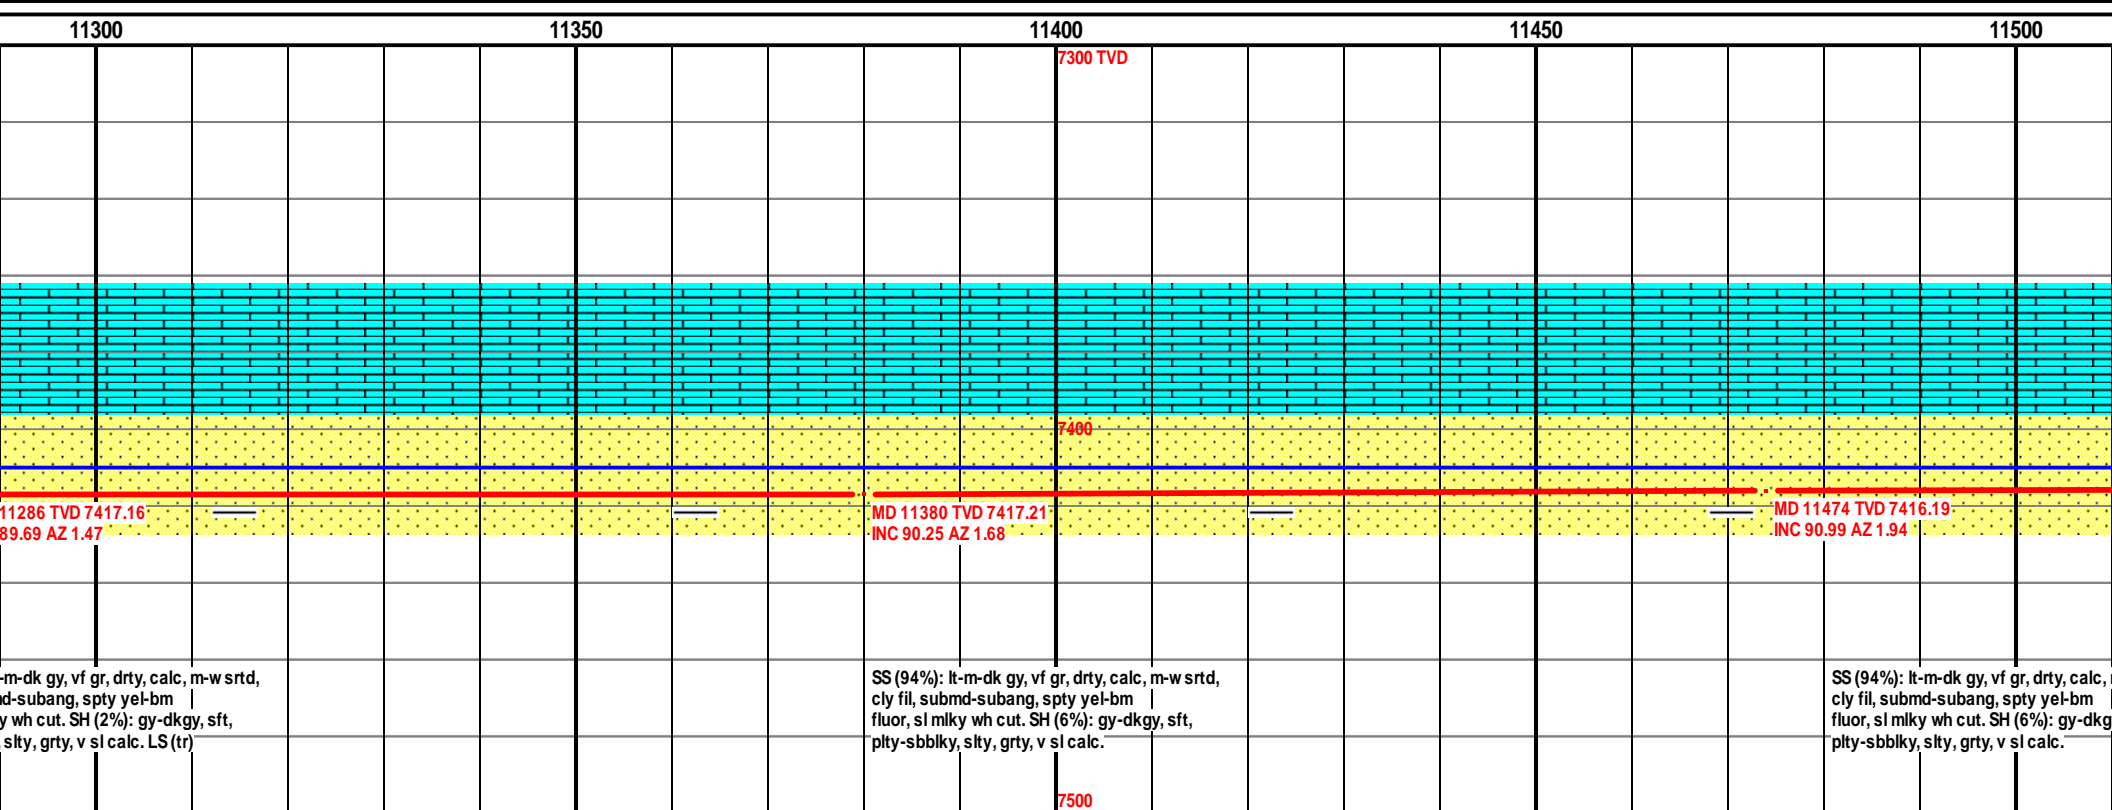 11300 11350 11400 11450 11500
7300 TVD
7400
11286 TVD 7417.16
89.69 AZ 1.47
MD 11380 TVD 7417.21
INC 90.25 AZ 1.68
MD 11474 TVD 7416.19
INC 90.99 AZ 1.94
-m-dk gy, vf gr, drty, calc, m-w srtd,
d-subang, spty yel-bm
y wh cut. SH (2%): gy-dkgy, sft,
slty, grty, v sl calc. LS (tr)
SS (94%): lt-m-dk gy, vf gr, drty, calc, m-w srtd,
cly fil, submd-subang, spty yel-bm
fluor, sl mlky wh cut. SH (6%): gy-dkgy, sft,
plty-sbblky, slty, grty, v sl calc.
SS (94%): lt-m-dk gy, vf gr, drty, calc,
cly fil, submd-subang, spty yel-bm
fluor, sl mlky wh cut. SH (6%): gy-dkg
plty-sbblky, slty, grty, v sl calc.
7500